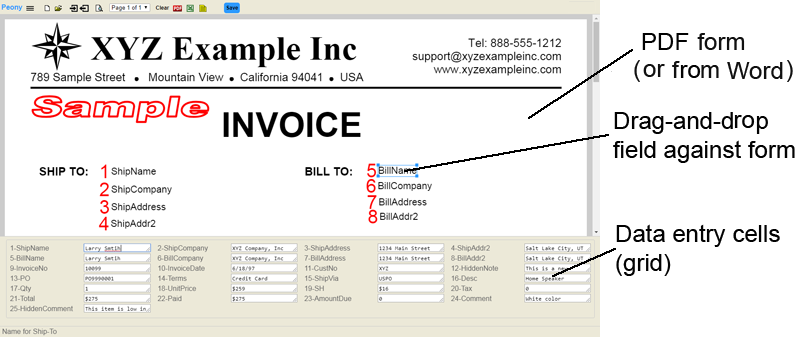 Peony Page 1 of 1 Clear Save
XYZ Example Inc
Tel: 888-555-1212
support@xyzexampleinc.com
www.xyzexampleinc.com
789 Sample Street • Mountain View • California 94041 • USA
Sample
INVOICE
SHIP TO: 1 ShipName
2 ShipCompany
3 ShipAddress
4 ShipAddr2
BILL TO: 5 BillName
6 BillCompany
7 BillAddress
8 BillAddr2
PDF form
(or from Word)
Drag-and-drop
field against form
Data entry cells
(grid)
1-ShipName Larry Smtih 2-ShipCompany XYZ Company, Inc 3-ShipAddress 1234 Main Street 4-ShipAddr2 Salt Lake City, UT
5-BillName Larry Smtih 6-BillCompany XYZ Company, Inc 7-BillAddress 1234 Main Street 8-BillAddr2 Salt Lake City, UT
9-InvoiceNo 10099 10-InvoiceDate 6/18/97 11-CustNo XYZ 12-HiddenNote This is a
13-PO PO9990001 14-Terms Credit Card 15-ShipVia USPO 16-Desc Home Speaker
17-Qty 1 18-UnitPrice $259 19-SH $16 20-Tax 0
21-Total $275 22-Paid $275 23-AmountDue 0 24-Comment White color
25-HiddenComment This item is low in
Name for Ship-To